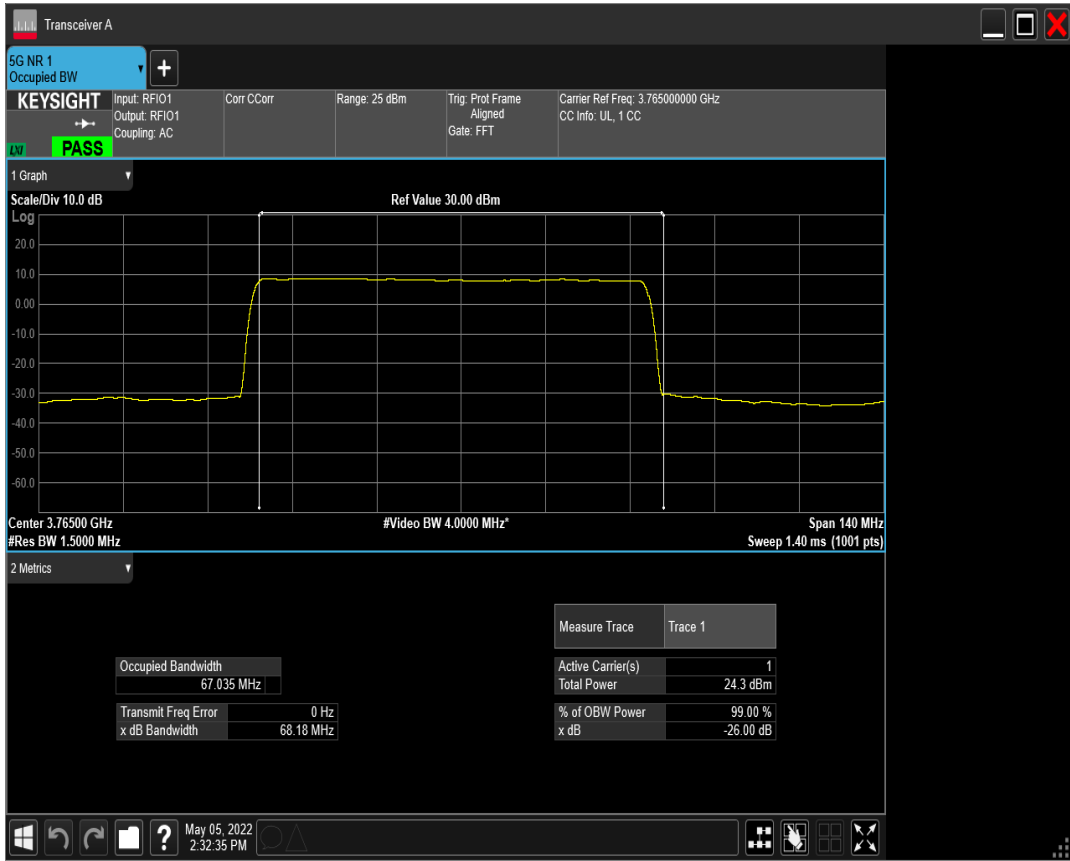 Transceiver A
5G NR 1
Occupied BW
+
KEYSIGHT
LXI
PASS
Input: RFIO1
Output: RFIO1
Coupling: AC
Corr CCorr
Range: 25 dBm
Trig: Prot Frame
Aligned
Gate: FFT
Carrier Ref Freq: 3.765000000 GHz
CC Info: UL, 1 CC
1 Graph
Scale/Div 10.0 dB
Ref Value 30.00 dBm
Log
20.0
10.0
0.00
-10.0
-20.0
-30.0
-40.0
-50.0
-60.0
Center 3.76500 GHz
#Video BW 4.0000 MHz*
Span 140 MHz
#Res BW 1.5000 MHz
Sweep 1.40 ms (1001 pts)
2 Metrics
Measure Trace Trace 1
Occupied Bandwidth
67.035 MHz
Active Carrier(s) 1
Total Power 24.3 dBm
Transmit Freq Error 0 Hz
x dB Bandwidth 68.18 MHz
% of OBW Power 99.00 %
x dB -26.00 dB
?
May 05, 2022
2:32:35 PM